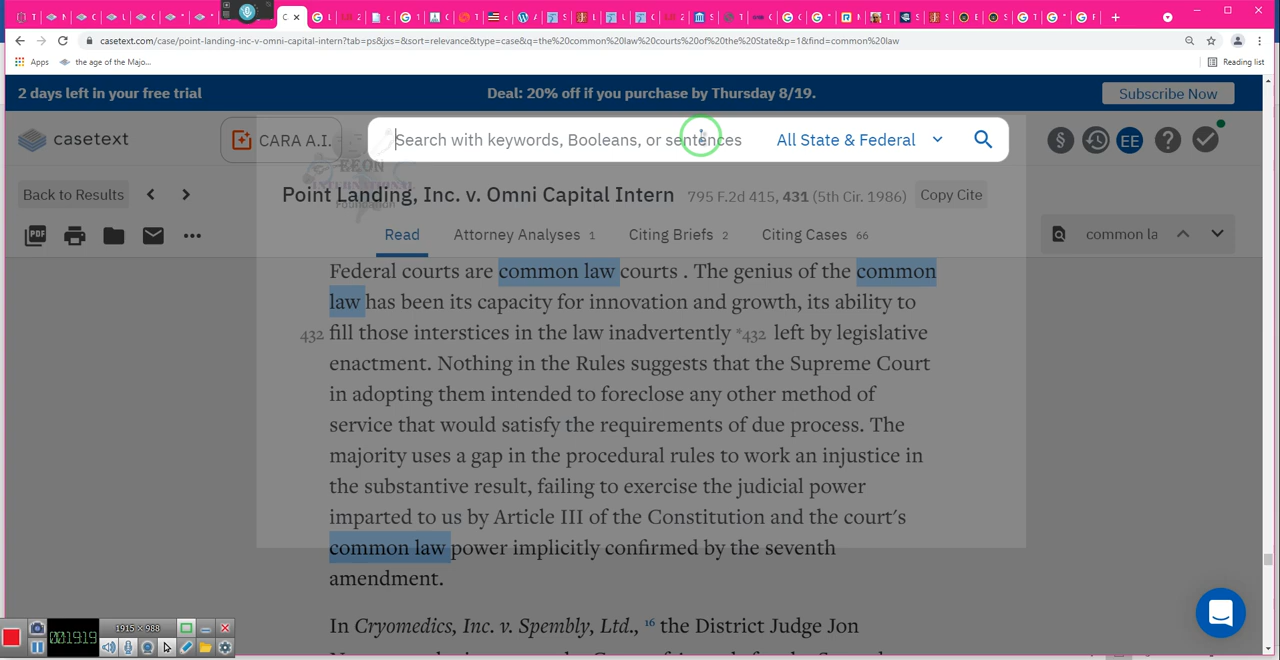 casetext.com/case/point-landing-inc-v-omni-capital-intern?tab=ps&jxs=&sort=relevance&type=case&q=the%20common%20law%20courts%20of%20the%20State&p=1&find=common%20law
Apps the age of the Majo...
Reading list
2 days left in your free trial
Deal: 20% off if you purchase by Thursday 8/19.
Subscribe Now
casetext
CARA A.I.
Search with keywords, Booleans, or sentences
All State & Federal
§
EE
?
EEON
INTERNATIONAL
Foundation
Back to Results
Point Landing, Inc. v. Omni Capital Intern 795 F.2d 415, 431 (5th Cir. 1986)
Copy Cite
PDF
Read
Attorney Analyses 1
Citing Briefs 2
Citing Cases 66
common la
Federal courts are common law courts . The genius of the common
law has been its capacity for innovation and growth, its ability to
432 fill those interstices in the law inadvertently *432 left by legislative
enactment. Nothing in the Rules suggests that the Supreme Court
in adopting them intended to foreclose any other method of
service that would satisfy the requirements of due process. The
majority uses a gap in the procedural rules to work an injustice in
the substantive result, failing to exercise the judicial power
imparted to us by Article III of the Constitution and the court's
common law power implicitly confirmed by the seventh
amendment.
In Cryomedics, Inc. v. Spembly, Ltd., 16 the District Judge Jon
1915 × 988
00:19:19